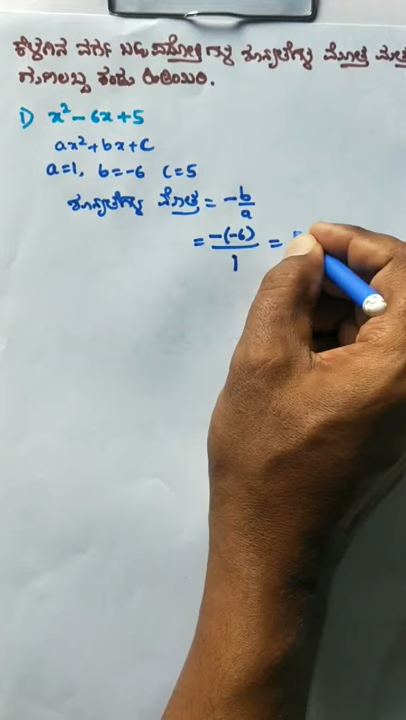 ಕೆಳಗಿನ ವರ್ಗ ಬಹುಪದೋಕ್ತಿಗಳ ಶೂನ್ಯತೆಗಳ ಮೊತ್ತ ಮತ್ತು
ಗುಣಲಬ್ಧ ಕಂಡು ಹಿಡಿಯಿರಿ.
1) x² - 6x + 5
ax² + bx + c
a=1, b=-6 c=5
ಶೂನ್ಯತೆಗಳ ಮೊತ್ತ = -b/a
= -(-6)/1 =